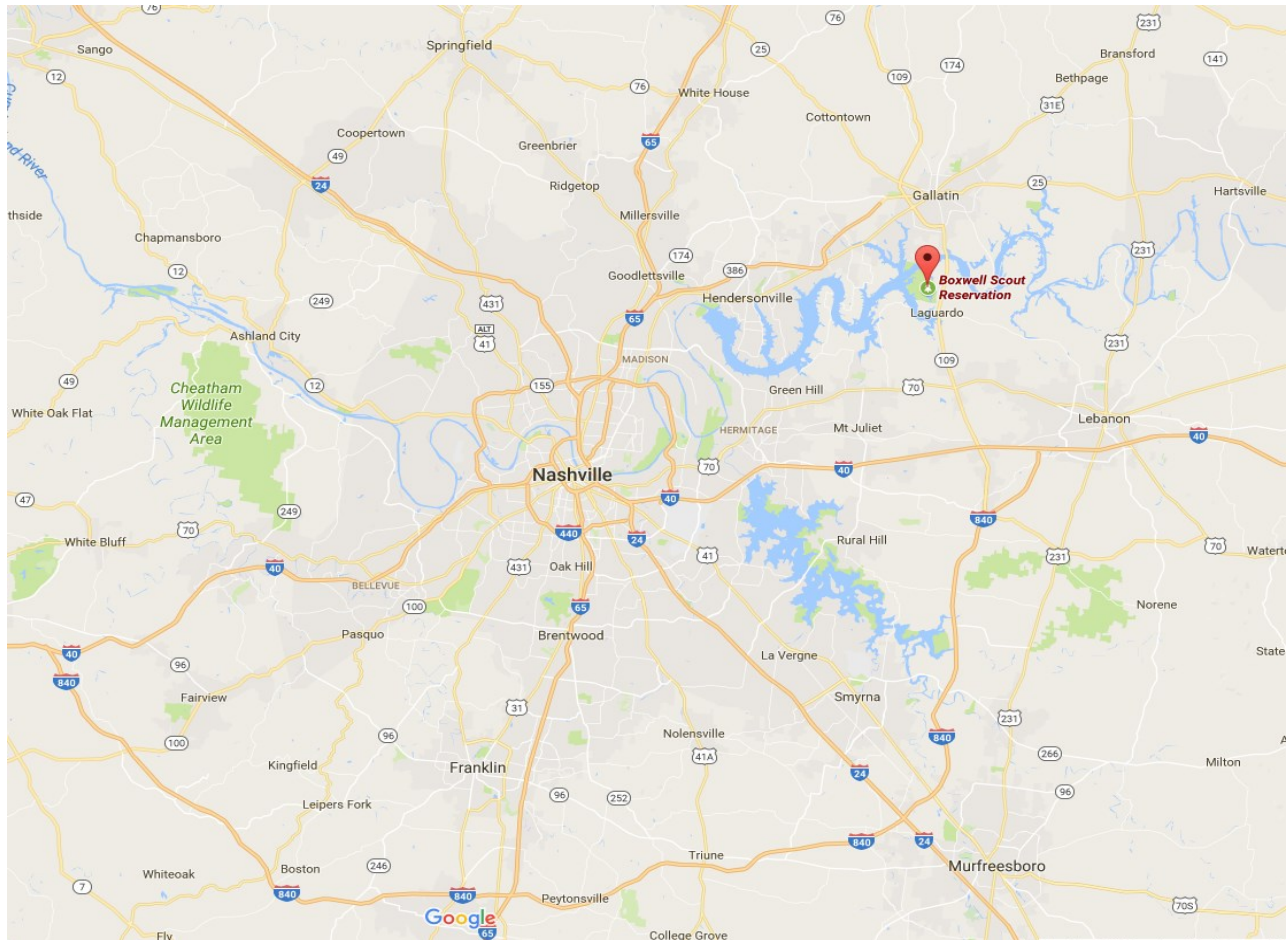 76
76
Sango
41
Springfield
25
231
Bransford
12
109
174
141
Bethpage
76
White House
31E
Cottontown
Coopertown
49
Greenbrier
65
24
Ridgetop
Gallatin
25
Hartsville
Millersville
thside
Chapmansboro
174
231
12
Goodlettsville
386
Boxwell Scout
Reservation
249
431
Hendersonville
Laguardo
65
ALT
41
Ashland City
231
MADISON
109
49
12
155
Green Hill
70
Cheatham
Wildlife
Management
Area
White Oak Flat
Lebanon
HERMITAGE
Mt Juliet
40
70
40
Nashville
47
40
249
840
70
440
24
White Bluff
Rural Hill
70
41
231
40
431
Oak Hill
BELLEVUE
100
65
Norene
Pasquo
Brentwood
40
La Vergne
State
96
840
Fairview
Smyrna
31
231
100
96
Nolensville
840
266
41A
Kingfield
Franklin
Milton
24
96
252
96
Leipers Fork
840
24
Triune
246
Murfreesboro
Boston
Whiteoak
7
840
840
Peytonsville
70S
Google
65
Fly
College Grove